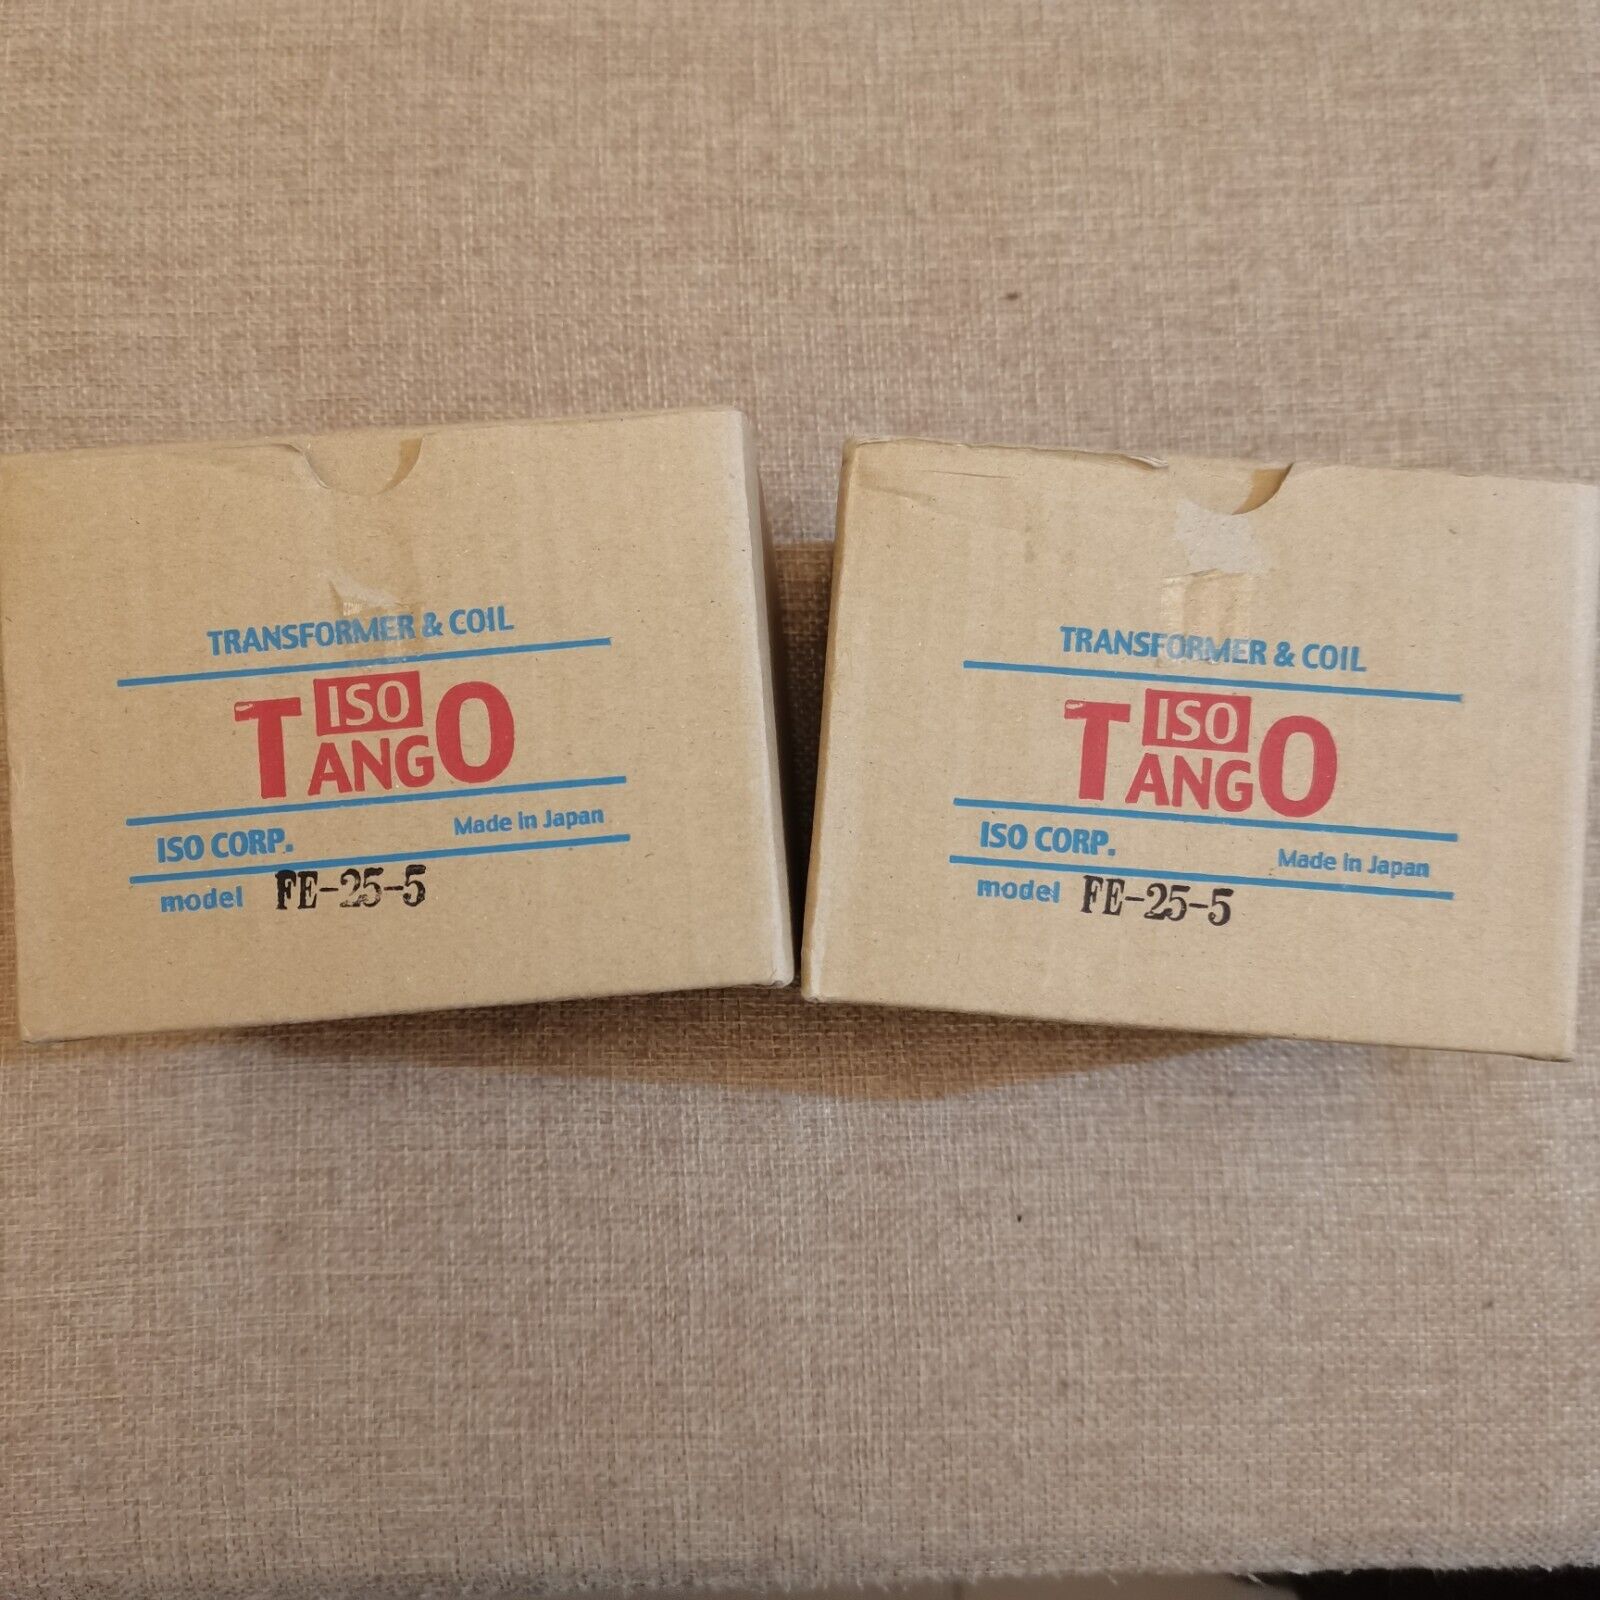 TRANSFORMER & COIL
ISO
TANGO
ISO CORP.
Made in Japan
model FE-25-5
TRANSFORMER & COIL
ISO
TANGO
ISO CORP.
Made in Japan
model FE-25-5